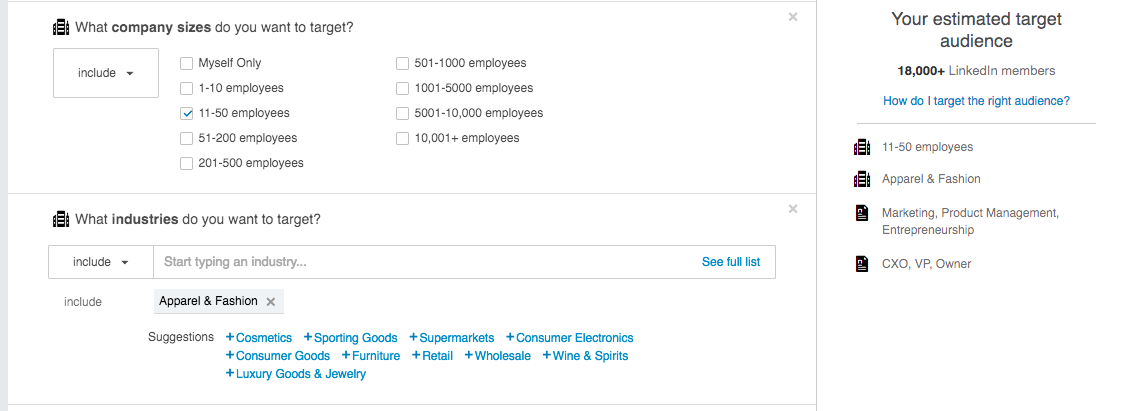 What company sizes do you want to target?
include
Myself Only
1-10 employees
11-50 employees
51-200 employees
201-500 employees
501-1000 employees
1001-5000 employees
5001-10,000 employees
10,001+ employees
What industries do you want to target?
include
Start typing an industry...
See full list
include
Apparel & Fashion
Suggestions
+Cosmetics +Sporting Goods +Supermarkets +Consumer Electronics
+Consumer Goods +Furniture +Retail +Wholesale +Wine & Spirits
+Luxury Goods & Jewelry
Your estimated target
audience
18,000+ LinkedIn members
How do I target the right audience?
11-50 employees
Apparel & Fashion
Marketing, Product Management,
Entrepreneurship
CXO, VP, Owner